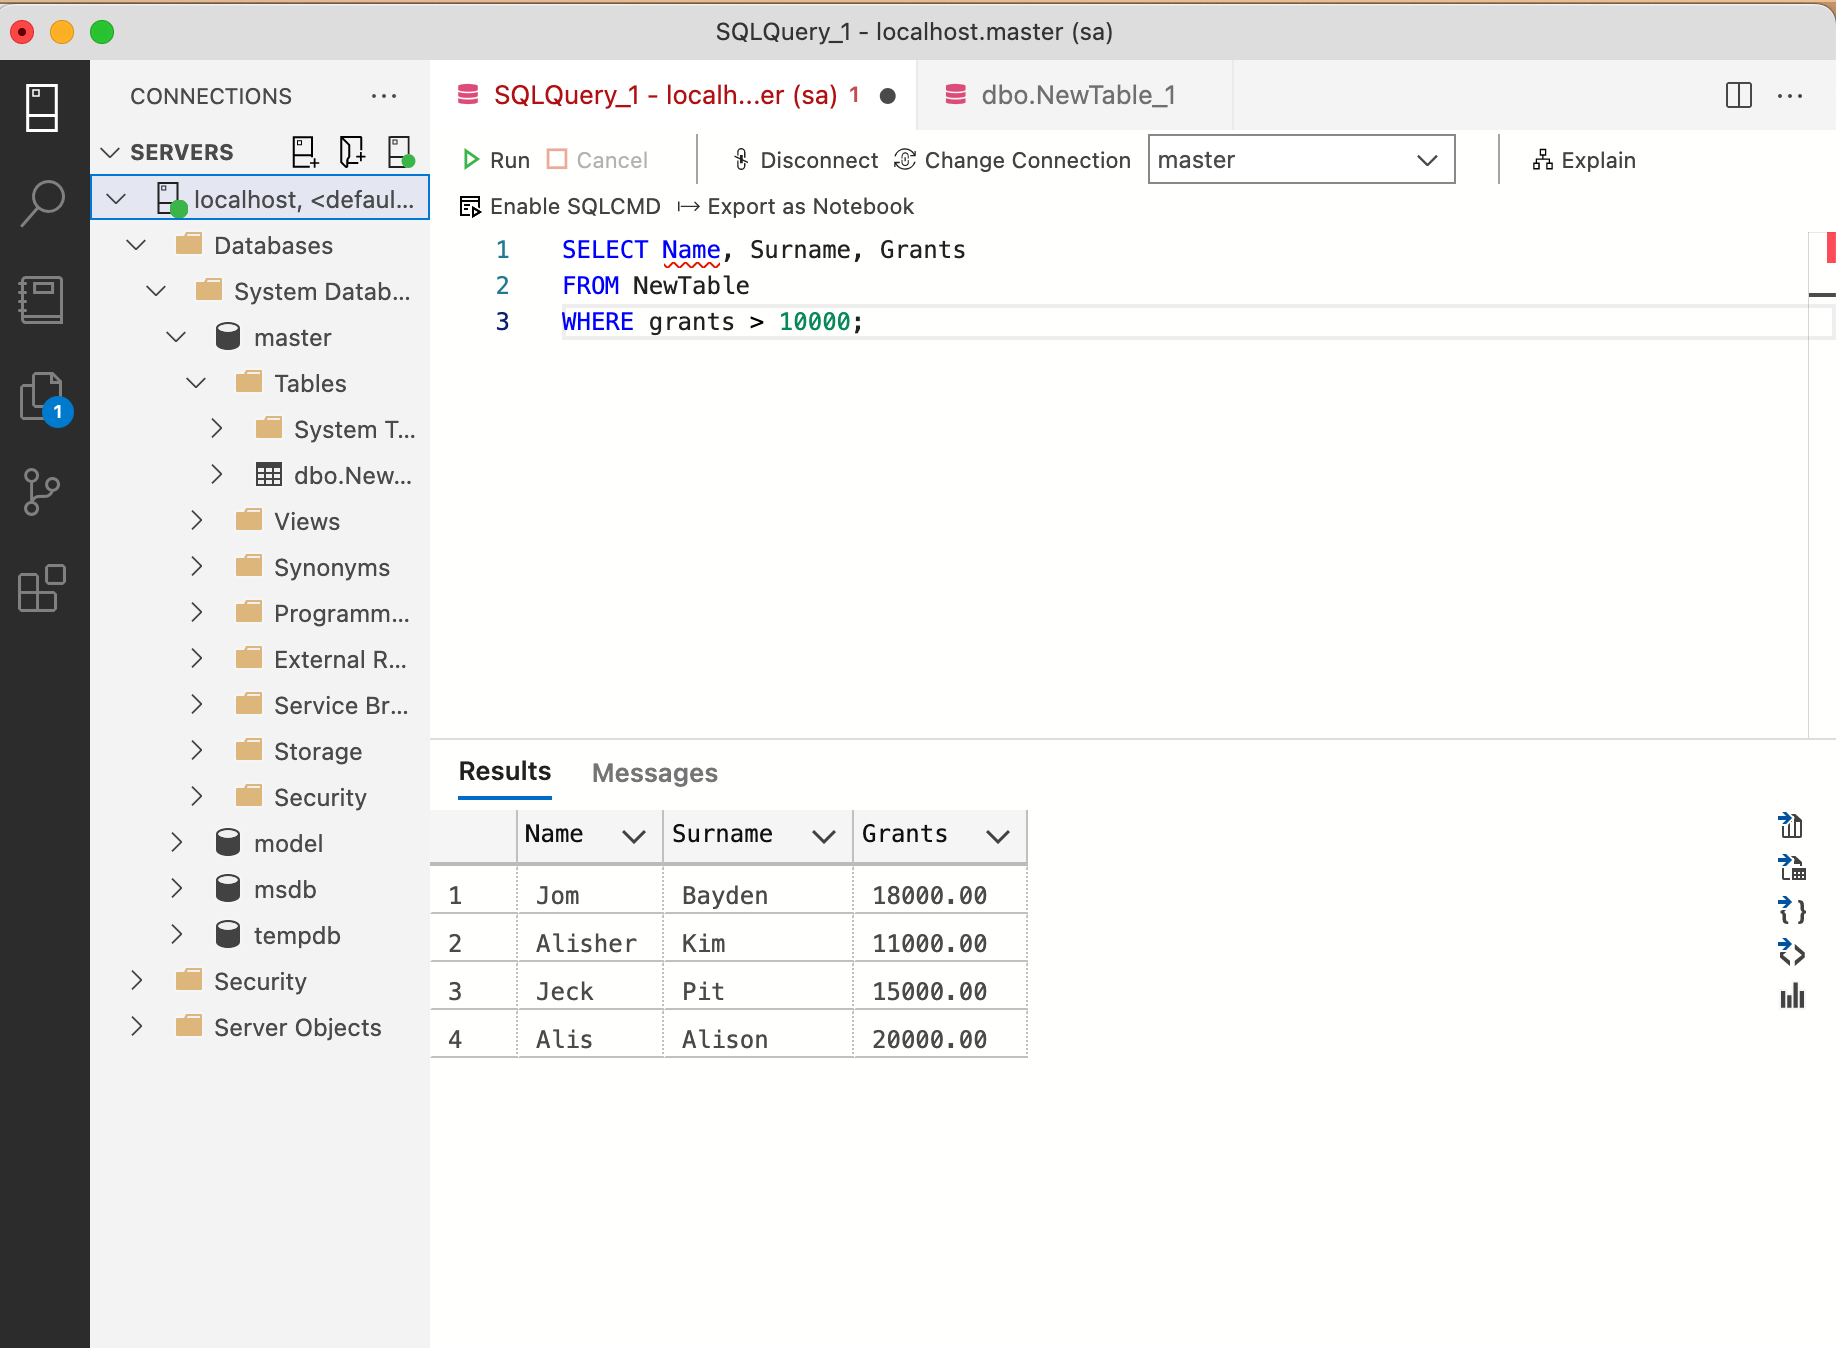 SQLQuery_1 - localhost.master (sa)
CONNECTIONS
SERVERS
localhost, <defaul...
Databases
System Datab...
master
Tables
System T...
dbo.New...
Views
Synonyms
Programm...
External R...
Service Br...
Storage
Security
model
msdb
tempdb
Security
Server Objects
1
SQLQuery_1 - localh...er (sa) 1
dbo.NewTable_1
Run Cancel Disconnect Change Connection master Explain
Enable SQLCMD Export as Notebook
1 SELECT Name, Surname, Grants
2 FROM NewTable
3 WHERE grants > 10000;
Results Messages
Name Surname Grants
1 Jom Bayden 18000.00
2 Alisher Kim 11000.00
3 Jeck Pit 15000.00
4 Alis Alison 20000.00